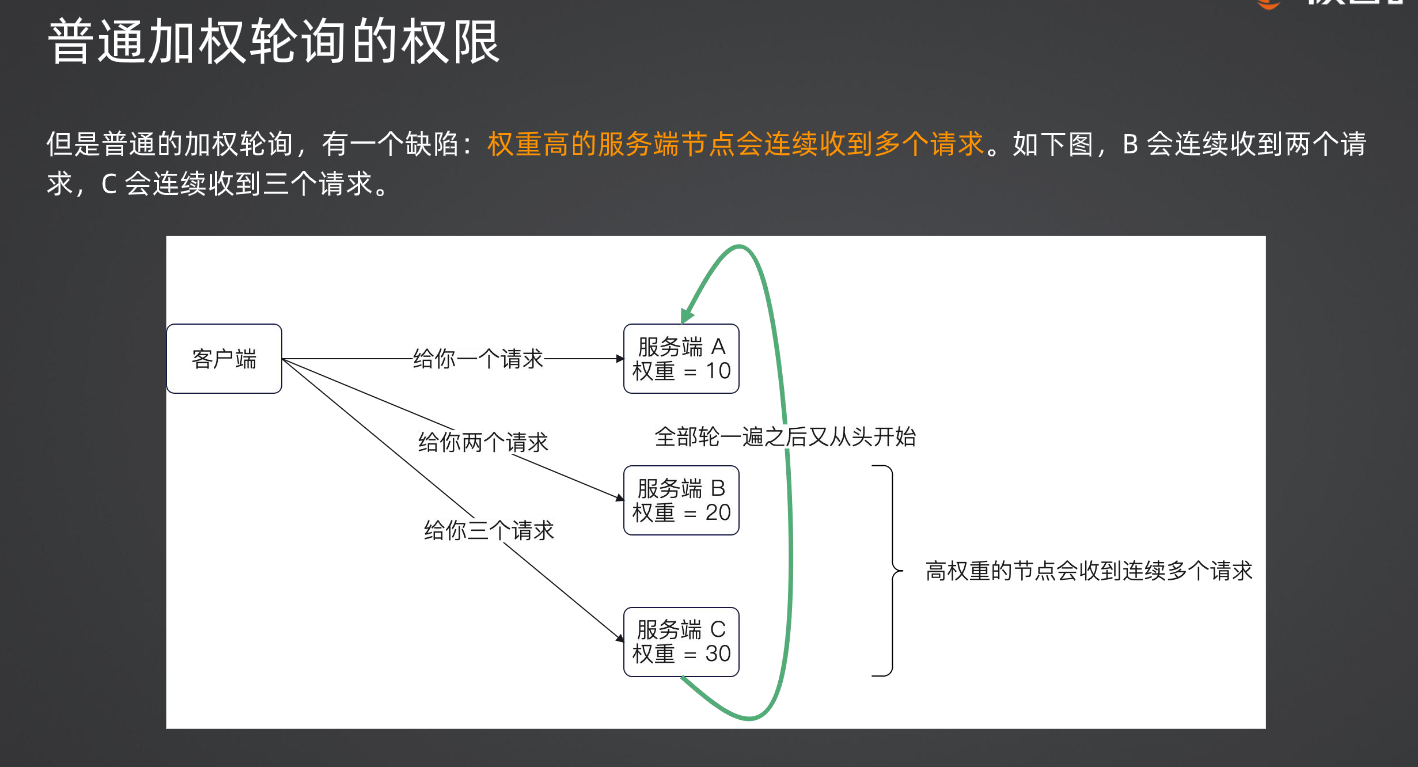 普通加权轮询的权限
但是普通的加权轮询，有一个缺陷：权重高的服务端节点会连续收到多个请求。如下图，B 会连续收到两个请
求，C 会连续收到三个请求。
客户端
给你一个请求
服务端 A
权重 = 10
全部轮一遍之后又从头开始
给你两个请求
服务端 B
权重 = 20
给你三个请求
高权重的节点会收到连续多个请求
服务端 C
权重 = 30